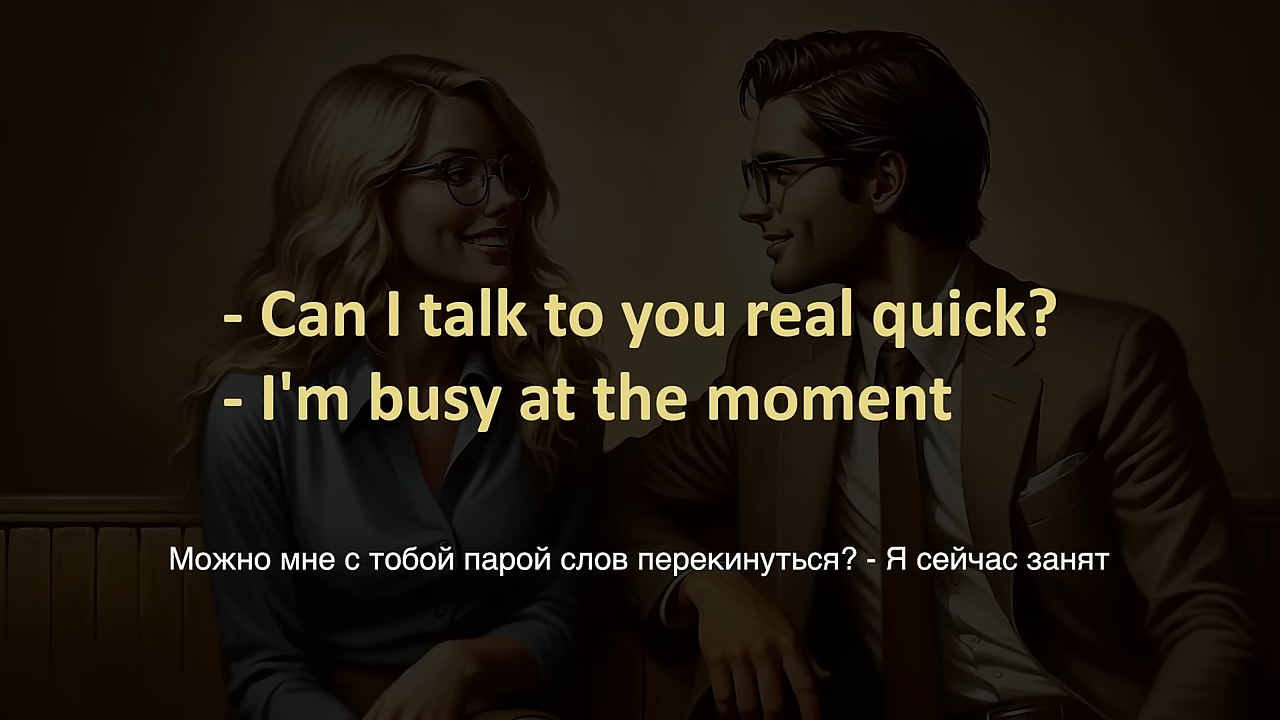 - Can I talk to you real quick?
- I'm busy at the moment
Можно мне с тобой парой слов перекинуться? - Я сейчас занят